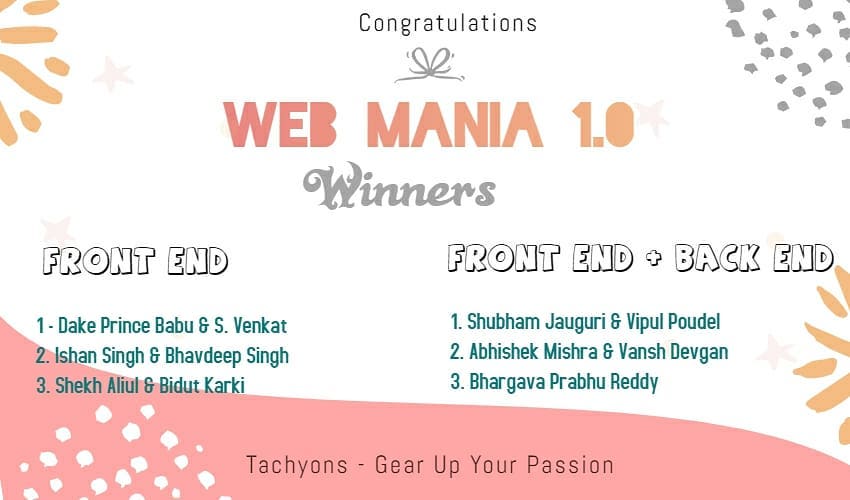 Congratulations
WEB MANIA 1.0
Winners
FRONT END
1 - Dake Prince Babu & S. Venkat
2. Ishan Singh & Bhavdeep Singh
3. Shekh Aliul & Bidut Karki
FRONT END + BACK END
1. Shubham Jauguri & Vipul Poudel
2. Abhishek Mishra & Vansh Devgan
3. Bhargava Prabhu Reddy
Tachyons - Gear Up Your Passion